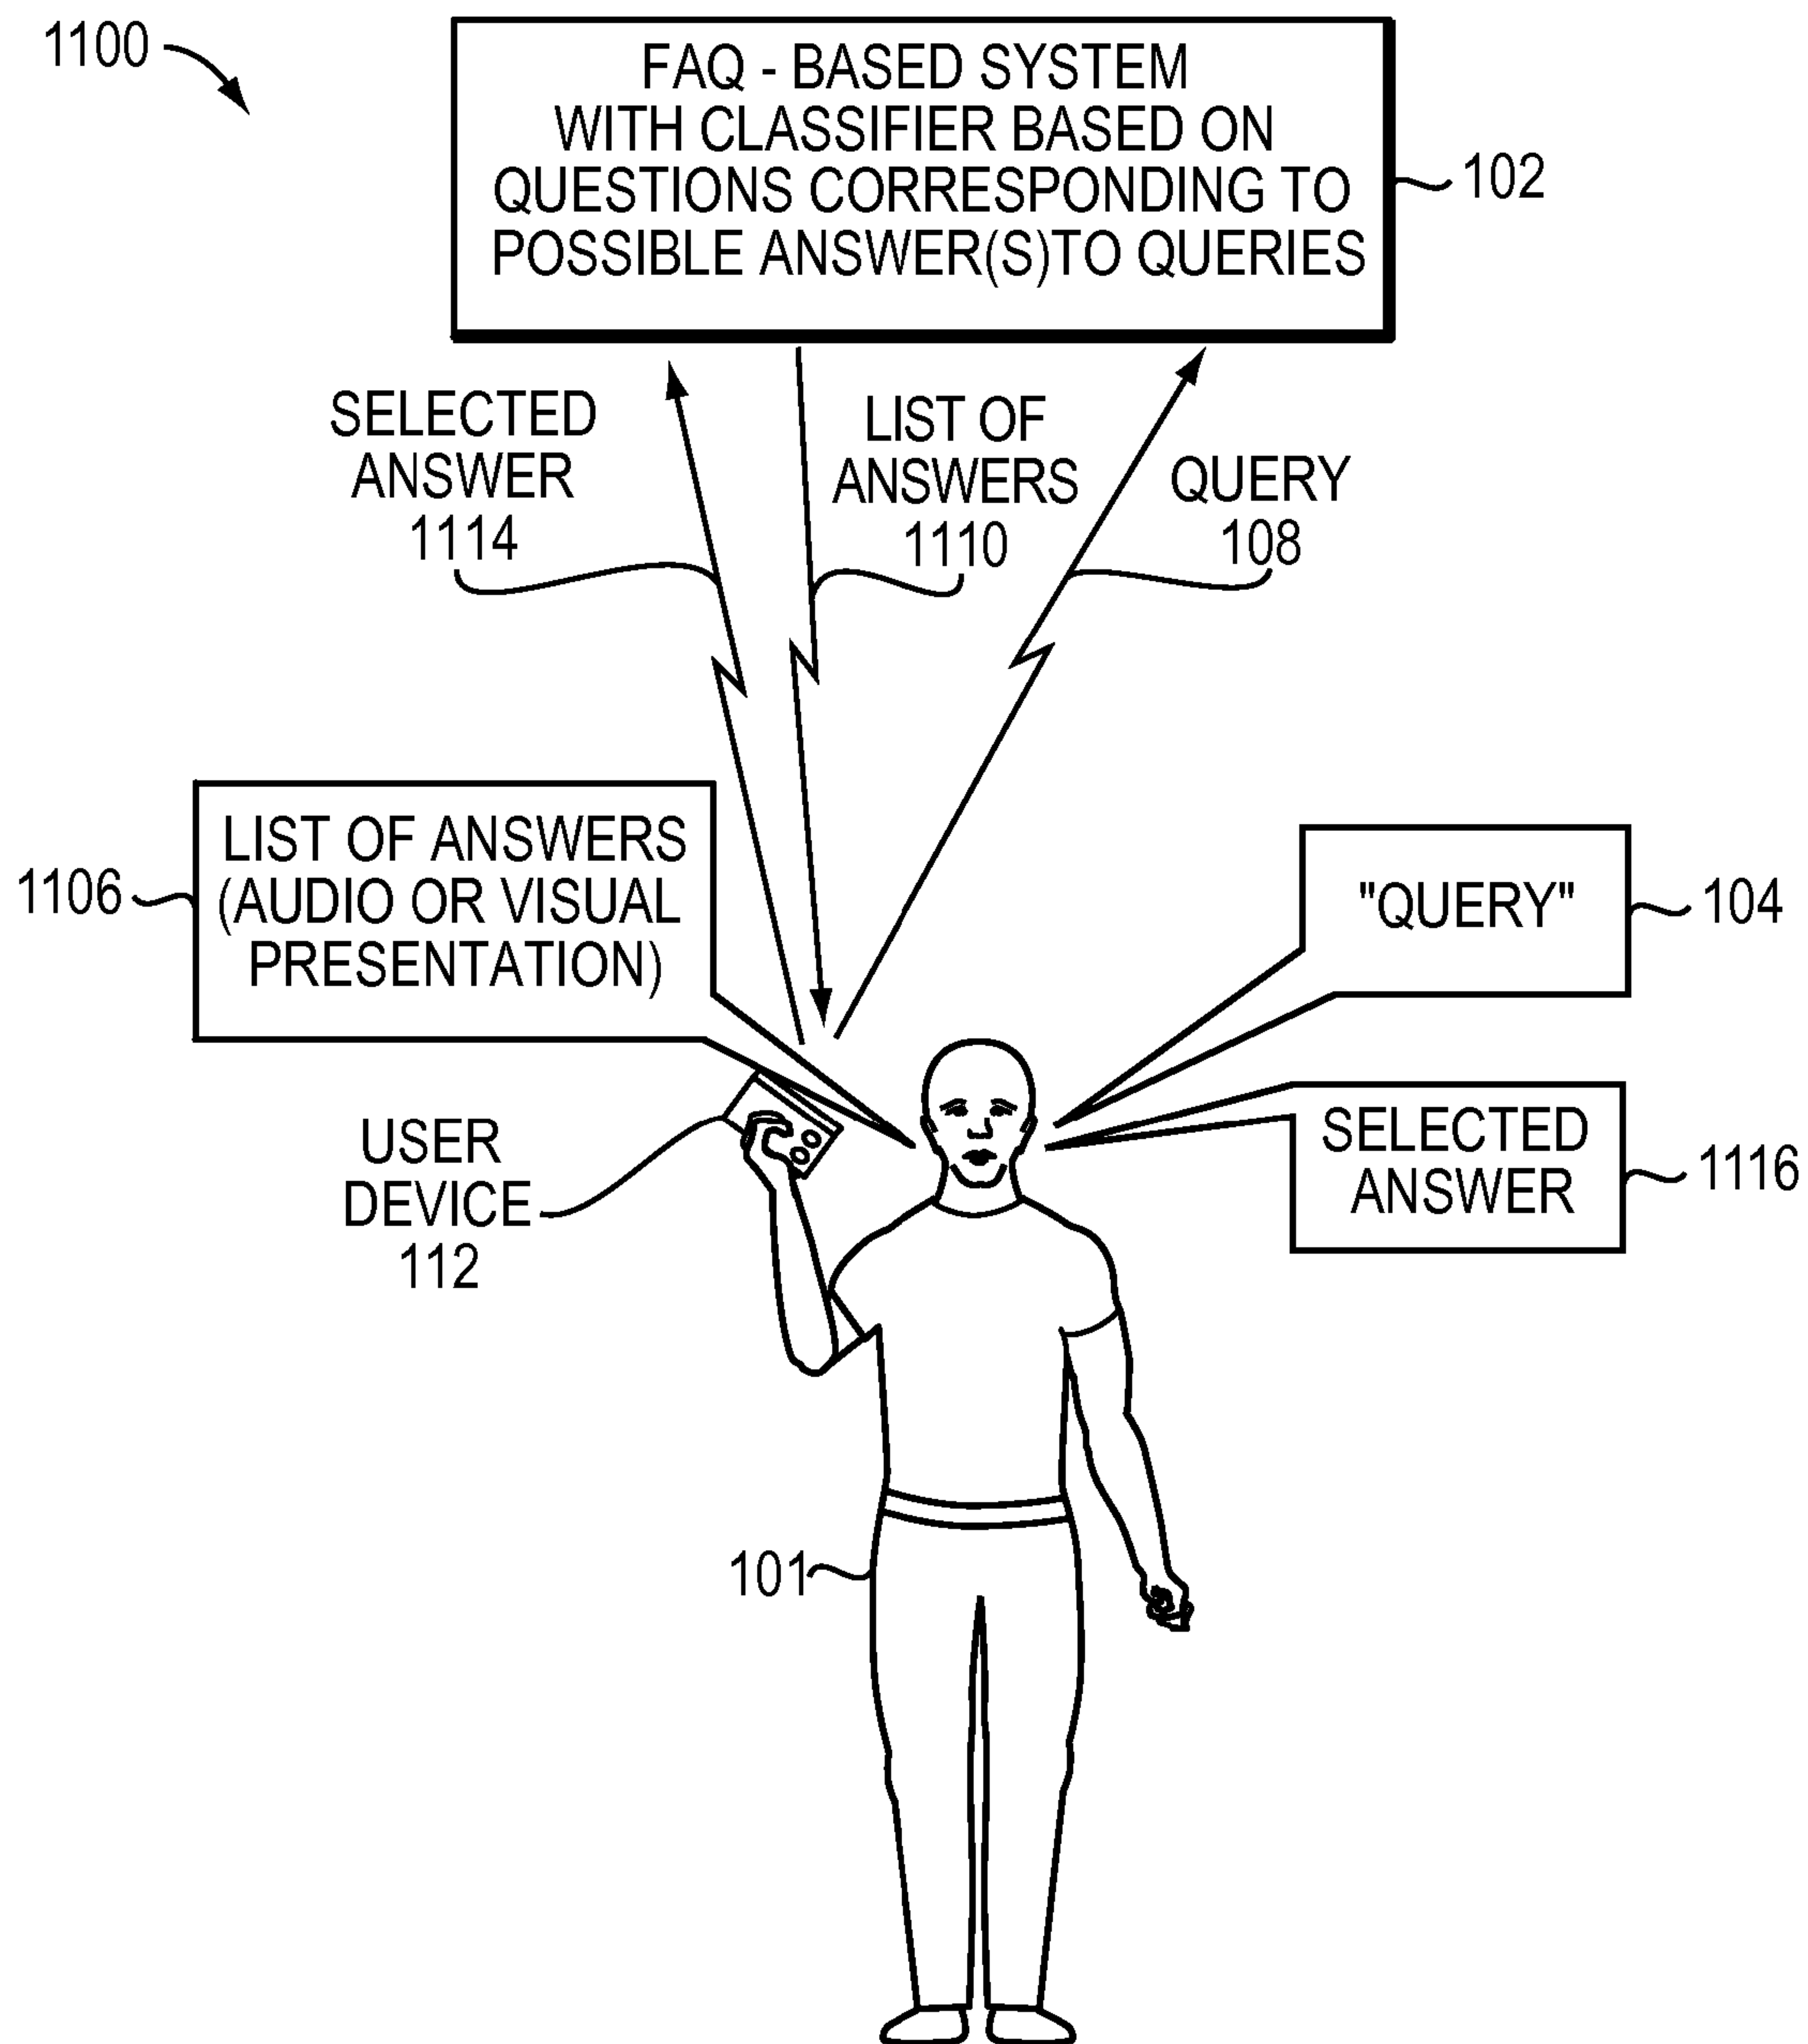 1100
FAQ - BASED SYSTEM
WITH CLASSIFIER BASED ON
QUESTIONS CORRESPONDING TO
POSSIBLE ANSWER(S)TO QUERIES
102
SELECTED
ANSWER
1114
LIST OF
ANSWERS
1110
QUERY
108
LIST OF ANSWERS
(AUDIO OR VISUAL
PRESENTATION)
1106
"QUERY"
104
USER
DEVICE
112
SELECTED
ANSWER
1116
101